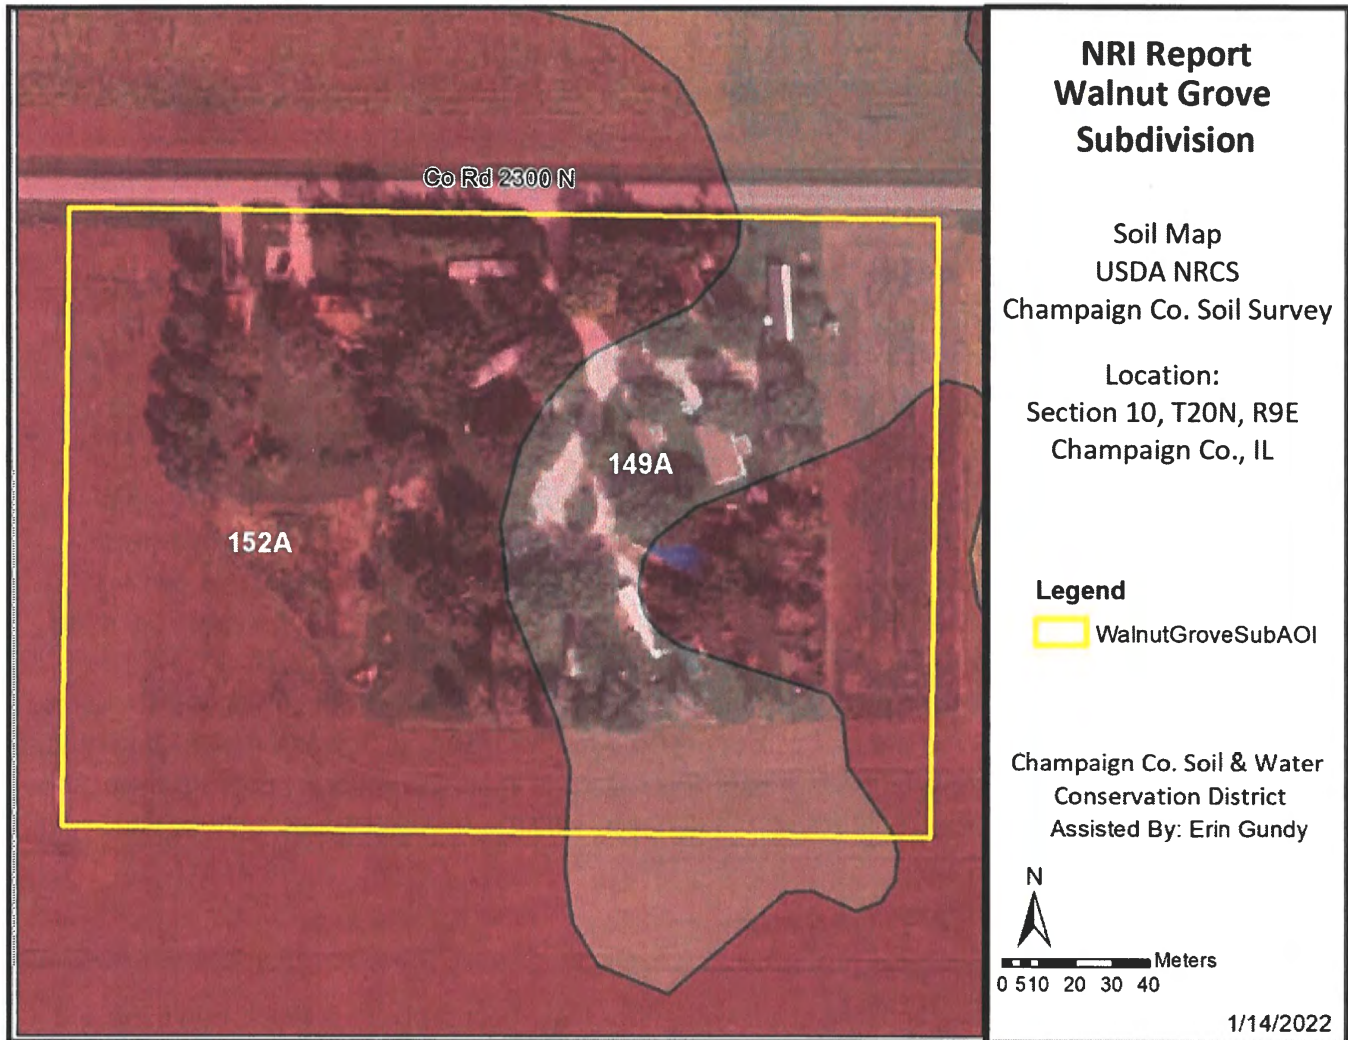 Co Rd 2300 N
149A
152A
NRI Report
Walnut Grove
Subdivision
Soil Map
USDA NRCS
Champaign Co. Soil Survey
Location:
Section 10, T20N, R9E
Champaign Co., IL
Legend
WalnutGroveSubAOI
Champaign Co. Soil & Water
Conservation District
Assisted By: Erin Gundy
N
Meters
0 5 10 20 30 40
1/14/2022